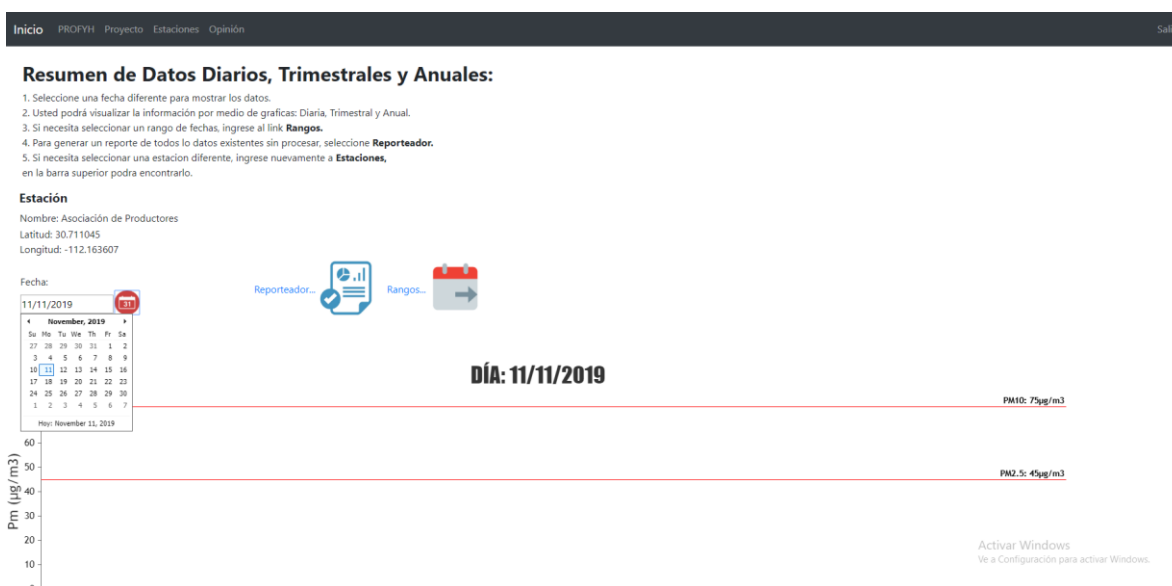 Inicio PROFYH Proyecto Estaciones Opinión
Resumen de Datos Diarios, Trimestrales y Anuales:
1. Seleccione una fecha diferente para mostrar los datos.
2. Usted podrá visualizar la información por medio de graficas: Diaria, Trimestral y Anual.
3. Si necesita seleccionar un rango de fechas, ingrese al link Rangos.
4. Para generar un reporte de todos lo datos existentes sin procesar, seleccione Reporteador.
5. Si necesita seleccionar una estacion diferente, ingrese nuevamente a Estaciones,
en la barra superior podra encontrarlo.
Estación
Nombre: Asociación de Productores
Latitud: 30.711045
Longitud: -112.163607
Fecha:
11/11/2019 31
Reporteador... Rangos...
November, 2019
Su Mo Tu We Th Fr Sa
27 28 29 30 31 1 2
3 4 5 6 7 8 9
10 11 12 13 14 15 16
17 18 19 20 21 22 23
24 25 26 27 28 29 30
1 2 3 4 5 6 7
Hoy: November 11, 2019
DÍA: 11/11/2019
PM10: 75µg/m3
PM2.5: 45µg/m3
Pm (µg/m3)
60
50
40
30
20
10
Activar Windows
Ve a Configuración para activar Windows.